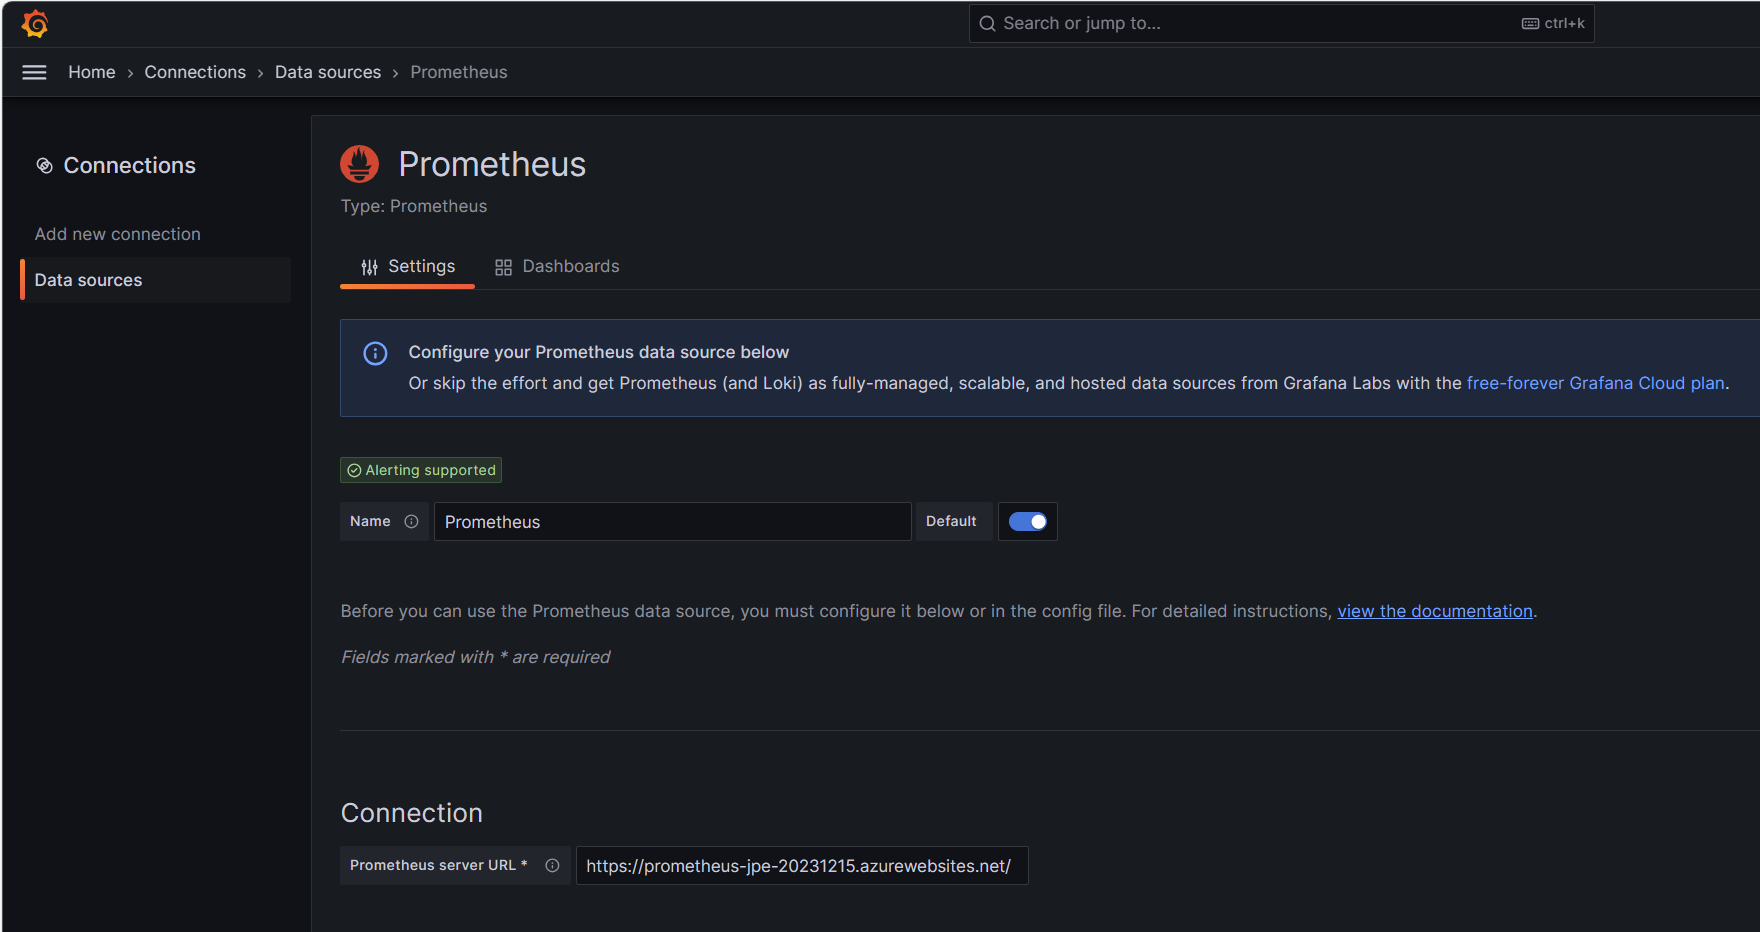 Search or jump to... ctrl+k
Home › Connections › Data sources › Prometheus
Connections
Add new connection
Data sources
Prometheus
Type: Prometheus
Settings Dashboards
Configure your Prometheus data source below
Or skip the effort and get Prometheus (and Loki) as fully-managed, scalable, and hosted data sources from Grafana Labs with the free-forever Grafana Cloud plan.
Alerting supported
Name Prometheus Default
Before you can use the Prometheus data source, you must configure it below or in the config file. For detailed instructions, view the documentation.
Fields marked with * are required
Connection
Prometheus server URL * https://prometheus-jpe-20231215.azurewebsites.net/